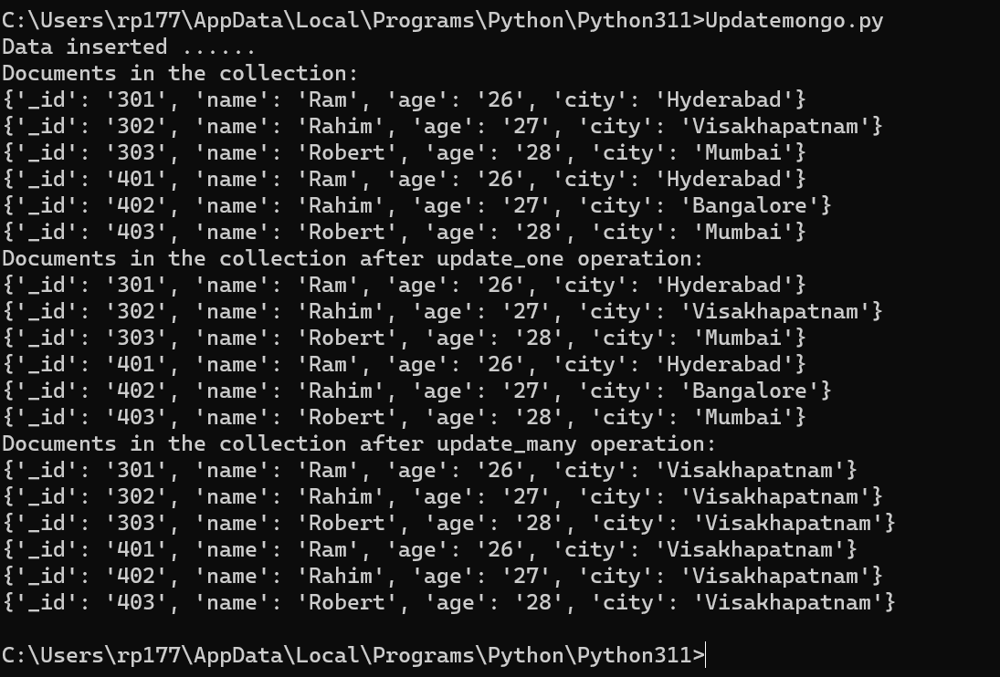 C:\Users\rp177\AppData\Local\Programs\Python\Python311>Updatemongo.py
Data inserted ......
Documents in the collection:
{'_id': '301', 'name': 'Ram', 'age': '26', 'city': 'Hyderabad'}
{'_id': '302', 'name': 'Rahim', 'age': '27', 'city': 'Visakhapatnam'}
{'_id': '303', 'name': 'Robert', 'age': '28', 'city': 'Mumbai'}
{'_id': '401', 'name': 'Ram', 'age': '26', 'city': 'Hyderabad'}
{'_id': '402', 'name': 'Rahim', 'age': '27', 'city': 'Bangalore'}
{'_id': '403', 'name': 'Robert', 'age': '28', 'city': 'Mumbai'}
Documents in the collection after update_one operation:
{'_id': '301', 'name': 'Ram', 'age': '26', 'city': 'Hyderabad'}
{'_id': '302', 'name': 'Rahim', 'age': '27', 'city': 'Visakhapatnam'}
{'_id': '303', 'name': 'Robert', 'age': '28', 'city': 'Mumbai'}
{'_id': '401', 'name': 'Ram', 'age': '26', 'city': 'Hyderabad'}
{'_id': '402', 'name': 'Rahim', 'age': '27', 'city': 'Bangalore'}
{'_id': '403', 'name': 'Robert', 'age': '28', 'city': 'Mumbai'}
Documents in the collection after update_many operation:
{'_id': '301', 'name': 'Ram', 'age': '26', 'city': 'Visakhapatnam'}
{'_id': '302', 'name': 'Rahim', 'age': '27', 'city': 'Visakhapatnam'}
{'_id': '303', 'name': 'Robert', 'age': '28', 'city': 'Visakhapatnam'}
{'_id': '401', 'name': 'Ram', 'age': '26', 'city': 'Visakhapatnam'}
{'_id': '402', 'name': 'Rahim', 'age': '27', 'city': 'Visakhapatnam'}
{'_id': '403', 'name': 'Robert', 'age': '28', 'city': 'Visakhapatnam'}
C:\Users\rp177\AppData\Local\Programs\Python\Python311>